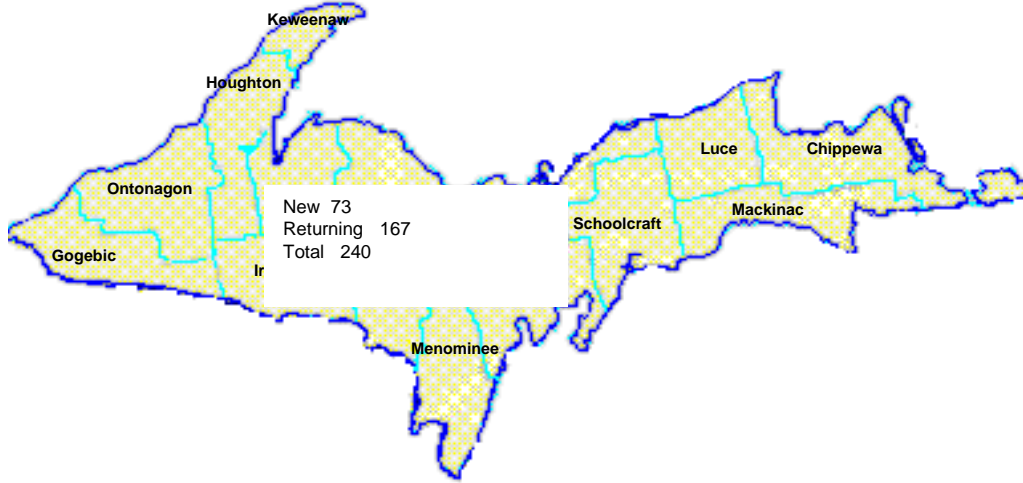 Keweenaw
Houghton
Luce
Chippewa
Ontonagon
New 73
Returning 167
Total 240
Schoolcraft
Mackinac
Gogebic
Menominee